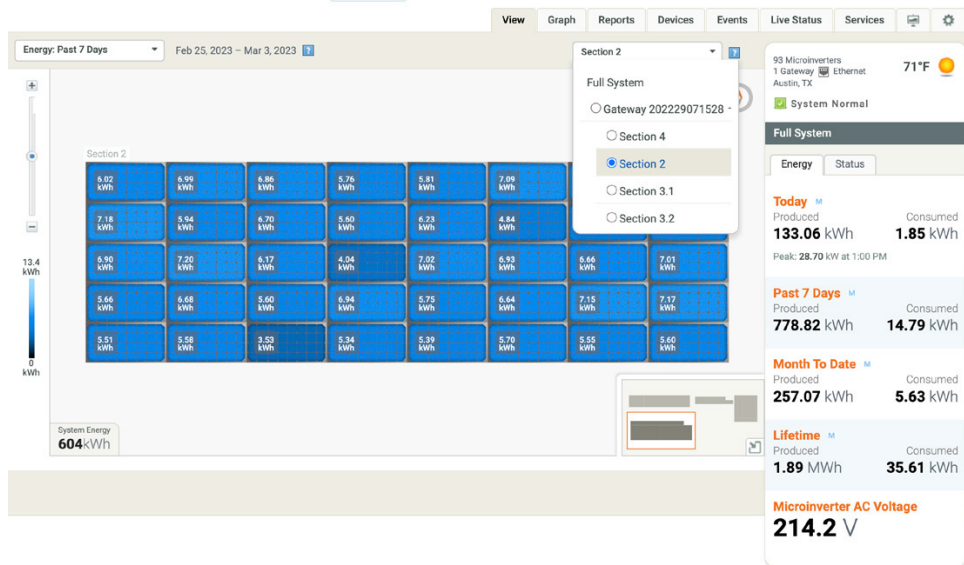 View Graph Reports Devices Events Live Status Services
Energy: Past 7 Days
Feb 25, 2023 – Mar 3, 2023 ?
Section 2
?
Full System
Gateway 202229071528 -
Section 4
Section 2
Section 3.1
Section 3.2
+
−
13.4
kWh
0
kWh
Section 2
6.02 kWh 6.99 kWh 6.86 kWh 5.76 kWh 5.81 kWh 7.09 kWh
7.18 kWh 5.94 kWh 6.70 kWh 5.60 kWh 6.23 kWh 4.84 kWh
6.90 kWh 7.20 kWh 6.17 kWh 4.04 kWh 7.02 kWh 6.93 kWh 6.66 kWh 7.01 kWh
5.66 kWh 6.68 kWh 5.60 kWh 6.94 kWh 5.75 kWh 6.64 kWh 7.15 kWh 7.17 kWh
5.51 kWh 5.58 kWh 3.53 kWh 5.34 kWh 5.39 kWh 5.70 kWh 5.55 kWh 5.60 kWh
System Energy
604kWh
93 Microinverters
1 Gateway Ethernet
Austin, TX
71°F
System Normal
Full System
Energy Status
Today M
Produced Consumed
133.06 kWh 1.85 kWh
Peak: 28.70 kW at 1:00 PM
Past 7 Days M
Produced Consumed
778.82 kWh 14.79 kWh
Month To Date M
Produced Consumed
257.07 kWh 5.63 kWh
Lifetime M
Produced Consumed
1.89 MWh 35.61 kWh
Microinverter AC Voltage
214.2 V